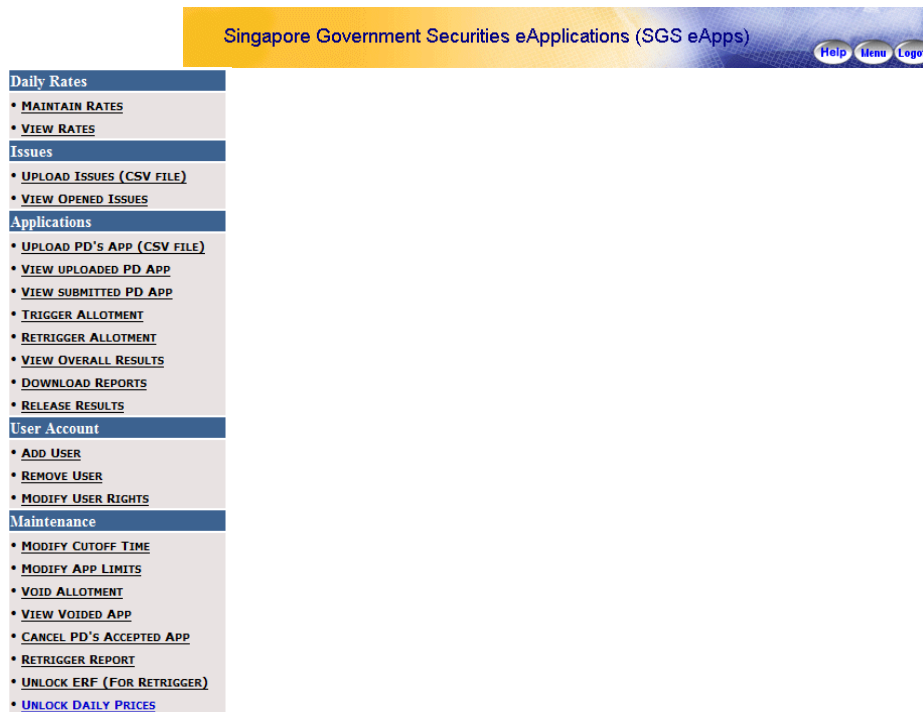 Singapore Government Securities eApplications (SGS eApps)
Help Menu
Daily Rates
• MAINTAIN RATES
• VIEW RATES
Issues
• UPLOAD ISSUES (CSV FILE)
• VIEW OPENED ISSUES
Applications
• UPLOAD PD'S APP (CSV FILE)
• VIEW UPLOADED PD APP
• VIEW SUBMITTED PD APP
• TRIGGER ALLOTMENT
• RETRIGGER ALLOTMENT
• VIEW OVERALL RESULTS
• DOWNLOAD REPORTS
• RELEASE RESULTS
User Account
• ADD USER
• REMOVE USER
• MODIFY USER RIGHTS
Maintenance
• MODIFY CUTOFF TIME
• MODIFY APP LIMITS
• VOID ALLOTMENT
• VIEW VOIDED APP
• CANCEL PD'S ACCEPTED APP
• RETRIGGER REPORT
• UNLOCK ERF (FOR RETRIGGER)
• UNLOCK DAILY PRICES